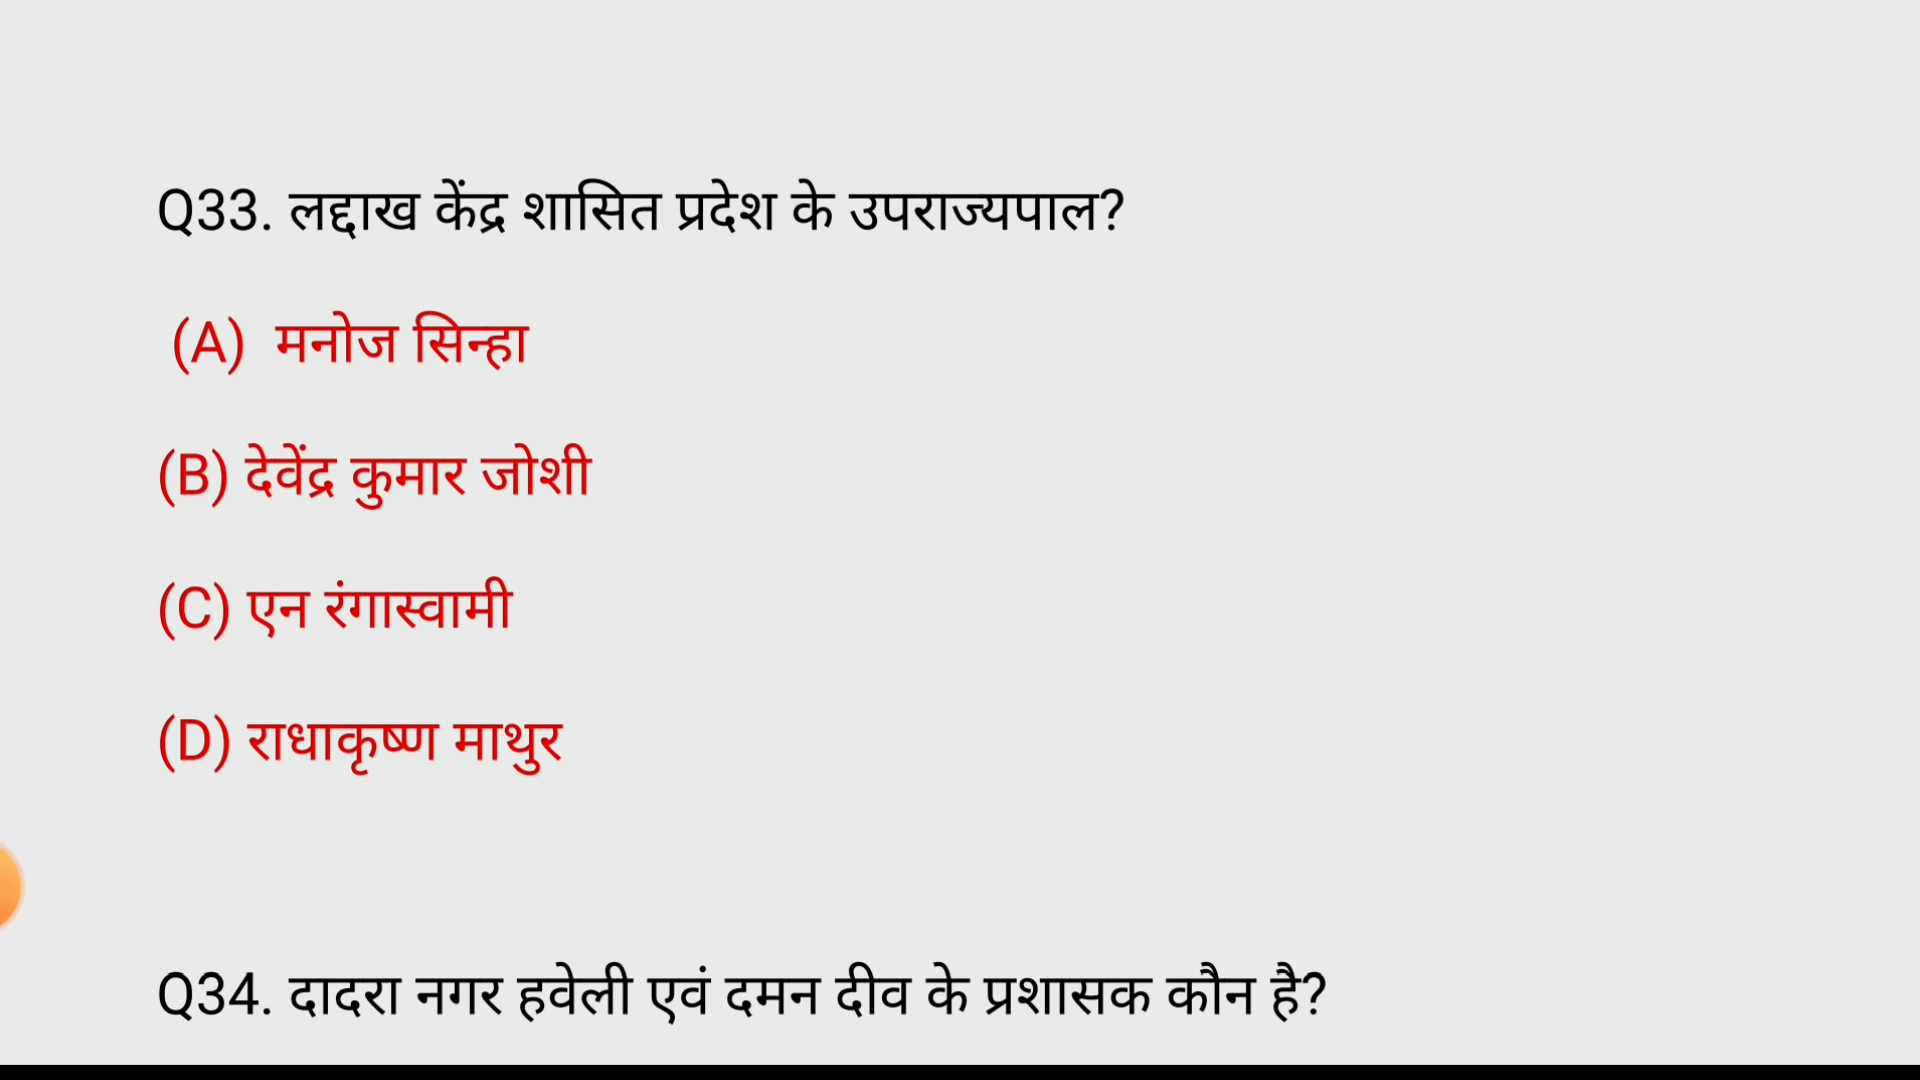 Q33. लद्दाख केंद्र शासित प्रदेश के उपराज्यपाल?
(A) मनोज सिन्हा
(B) देवेंद्र कुमार जोशी
(C) एन रंगास्वामी
(D) राधाकृष्ण माथुर
Q34. दादरा नगर हवेली एवं दमन दीव के प्रशासक कौन है?